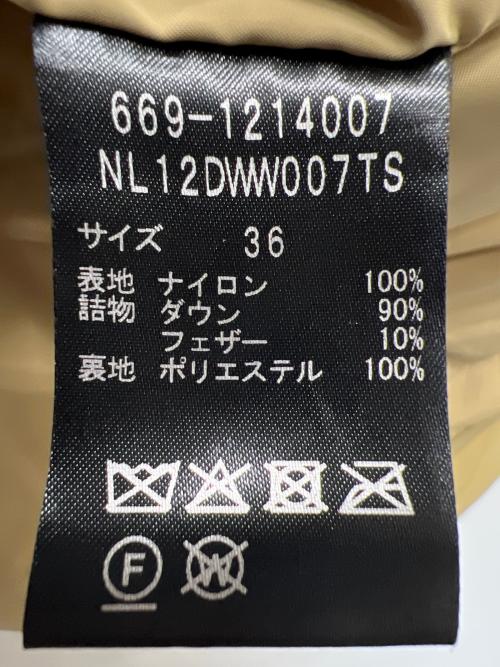 669-1214007
NL12DWW007TS
サイズ 36
表地 ナイロン 100%
詰物 ダウン 90%
フェザー 10%
裏地 ポリエステル 100%
F W